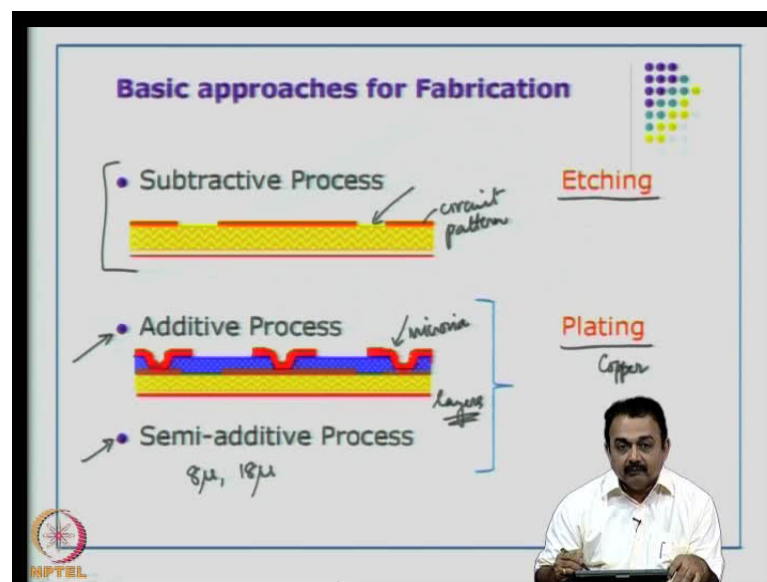 Basic approaches for Fabrication
• Subtractive Process
Etching
circuit
pattern
• Additive Process
microvia
Plating
Copper
layers
• Semi-additive Process
8μ, 18μ
NPTEL